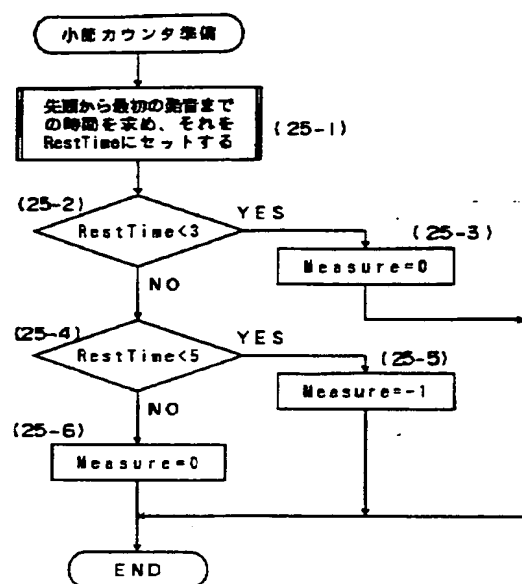 小節カウンタ準備
先頭から最初の発音まで
の時間を求め、それを
RestTimeにセットする
(25-1)
(25-2)
RestTime<3
YES
(25-3)
Measure=0
NO
(25-4)
RestTime<5
YES
(25-5)
Measure=-1
NO
(25-6)
Measure=0
END